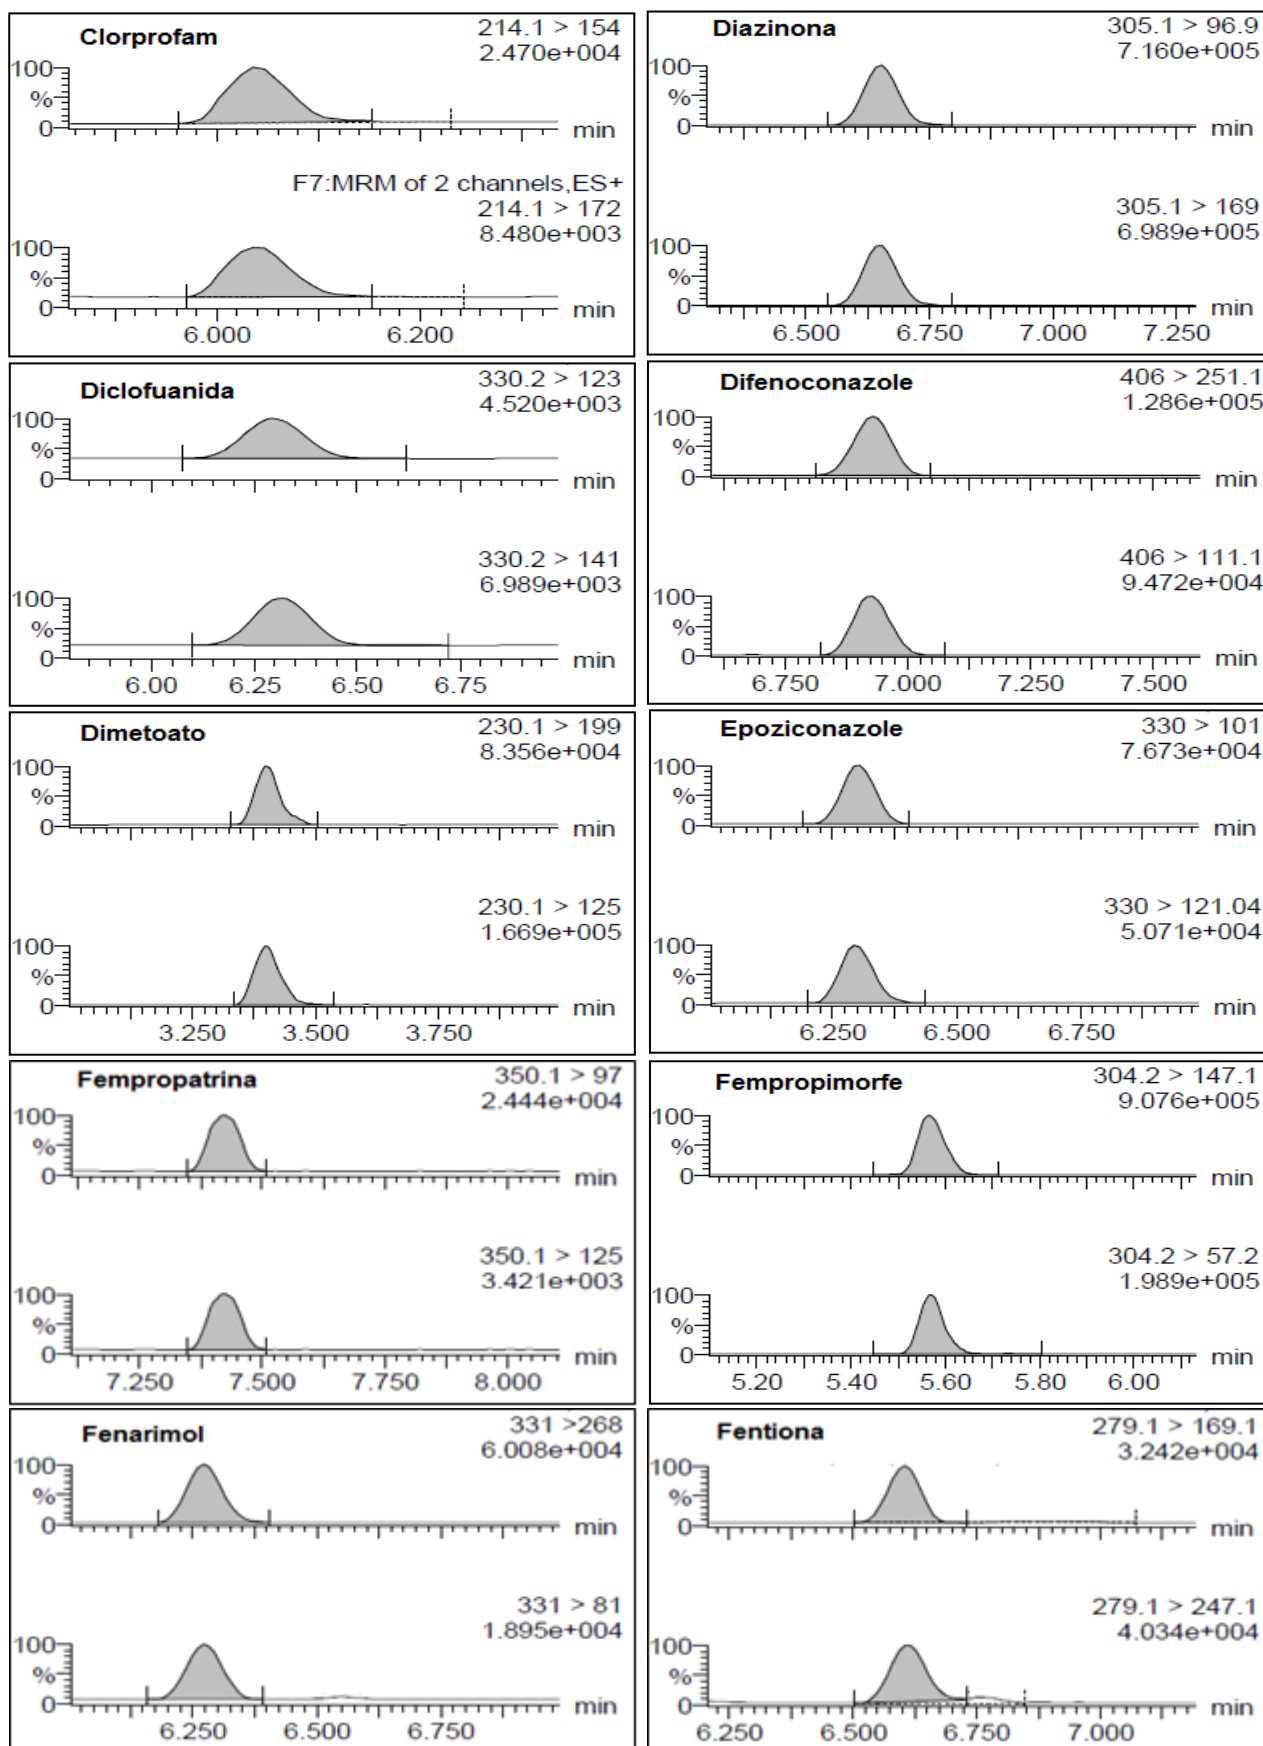 Clorprofam
214.1 > 154
2.470e+004
100
%
0
min
F7:MRM of 2 channels,ES+
214.1 > 172
8.480e+003
100
%
0
min
6.000 6.200
Diazinona
305.1 > 96.9
7.160e+005
100
%
0
min
305.1 > 169
6.989e+005
100
%
0
min
6.500 6.750 7.000 7.250
Diclofuanida
330.2 > 123
4.520e+003
100
%
0
min
330.2 > 141
6.989e+003
100
%
0
min
6.00 6.25 6.50 6.75
Difenoconazole
406 > 251.1
1.286e+005
100
%
0
min
406 > 111.1
9.472e+004
100
%
0
min
6.750 7.000 7.250 7.500
Dimetoato
230.1 > 199
8.356e+004
100
%
0
min
230.1 > 125
1.669e+005
100
%
0
min
3.250 3.500 3.750
Epoziconazole
330 > 101
7.673e+004
100
%
0
min
330 > 121.04
5.071e+004
100
%
0
min
6.250 6.500 6.750
Fempropatrina
350.1 > 97
2.444e+004
100
%
0
min
350.1 > 125
3.421e+003
100
%
0
min
7.250 7.500 7.750 8.000
Fempropimorfe
304.2 > 147.1
9.076e+005
100
%
0
min
304.2 > 57.2
1.989e+005
100
%
0
min
5.20 5.40 5.60 5.80 6.00
Fenarimol
331 >268
6.008e+004
100
%
0
min
331 > 81
1.895e+004
100
%
0
min
6.250 6.500 6.750
Fentiona
279.1 > 169.1
3.242e+004
100
%
0
min
279.1 > 247.1
4.034e+004
100
%
0
min
6.250 6.500 6.750 7.000